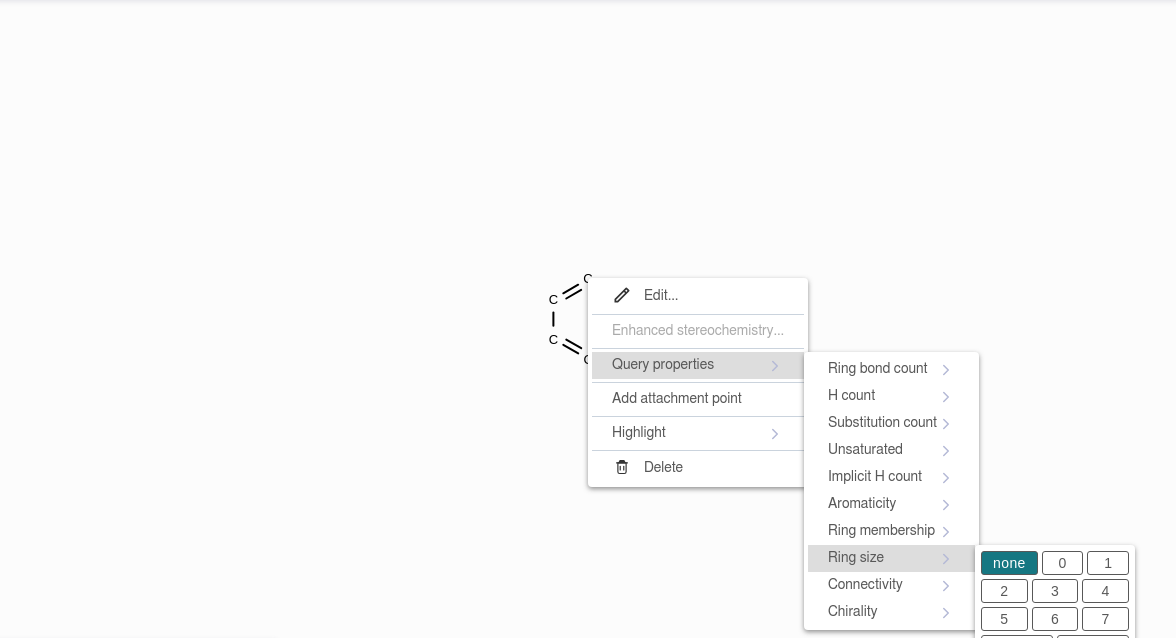 C
C
C
Edit...
Enhanced stereochemistry...
Query properties
Add attachment point
Highlight
Delete
Ring bond count
H count
Substitution count
Unsaturated
Implicit H count
Aromaticity
Ring membership
Ring size
Connectivity
Chirality
none 0 1
2 3 4
5 6 7